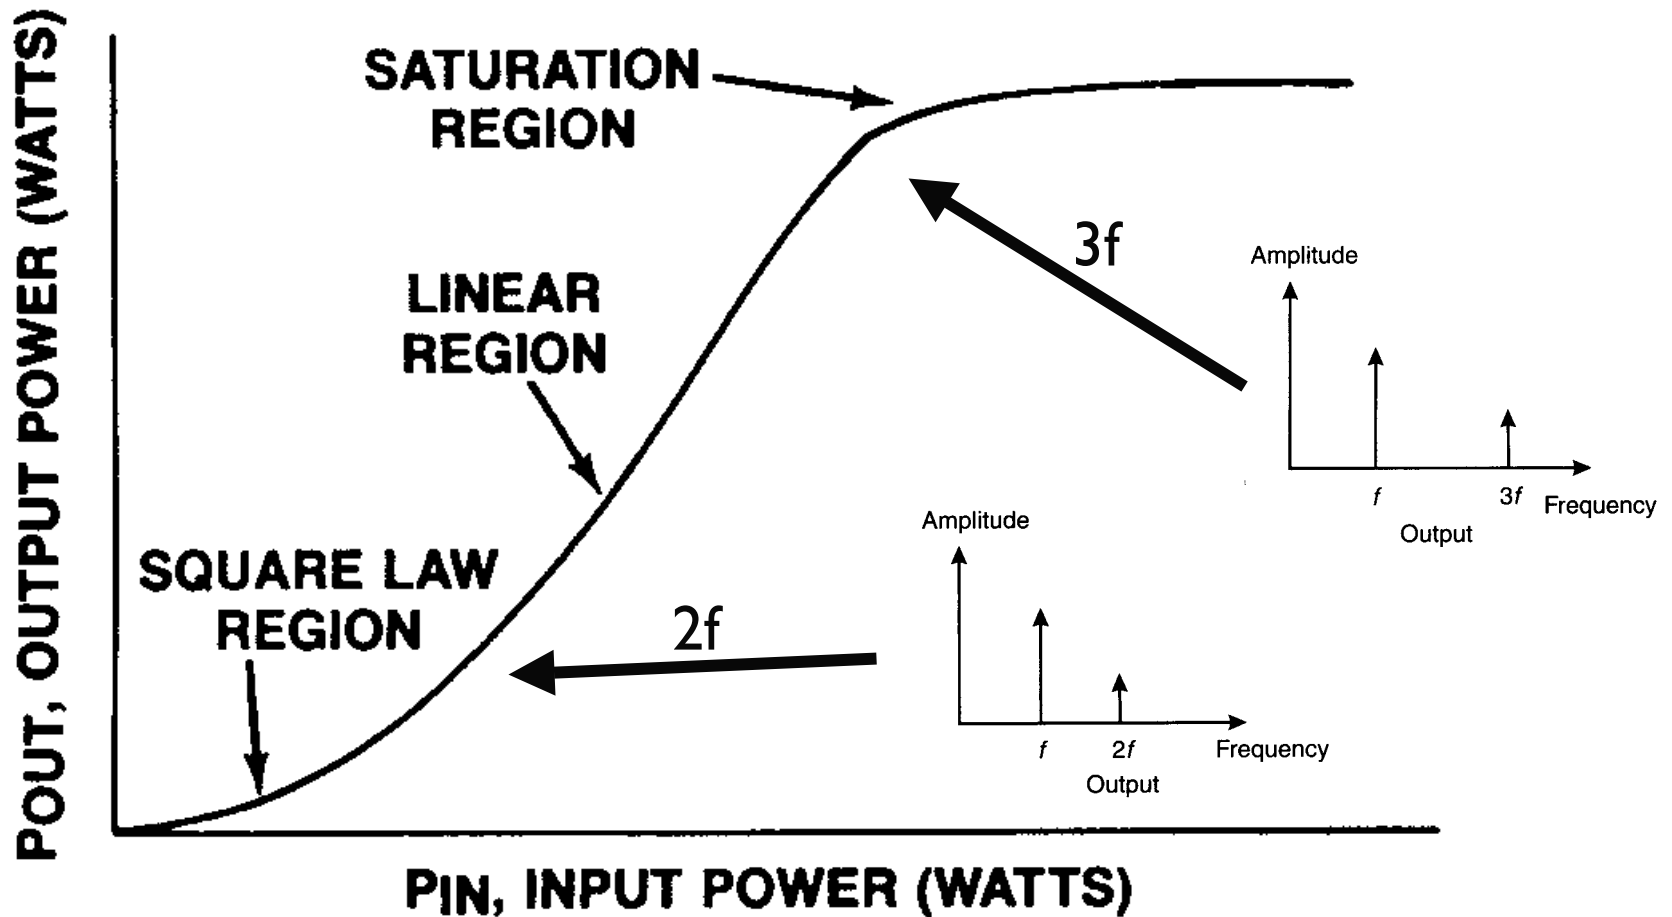 POUT, OUTPUT POWER (WATTS)
SATURATION
REGION
LINEAR
REGION
SQUARE LAW
REGION
3f
2f
Amplitude
f
3f
Frequency
Output
Amplitude
f
2f
Frequency
Output
PIN, INPUT POWER (WATTS)